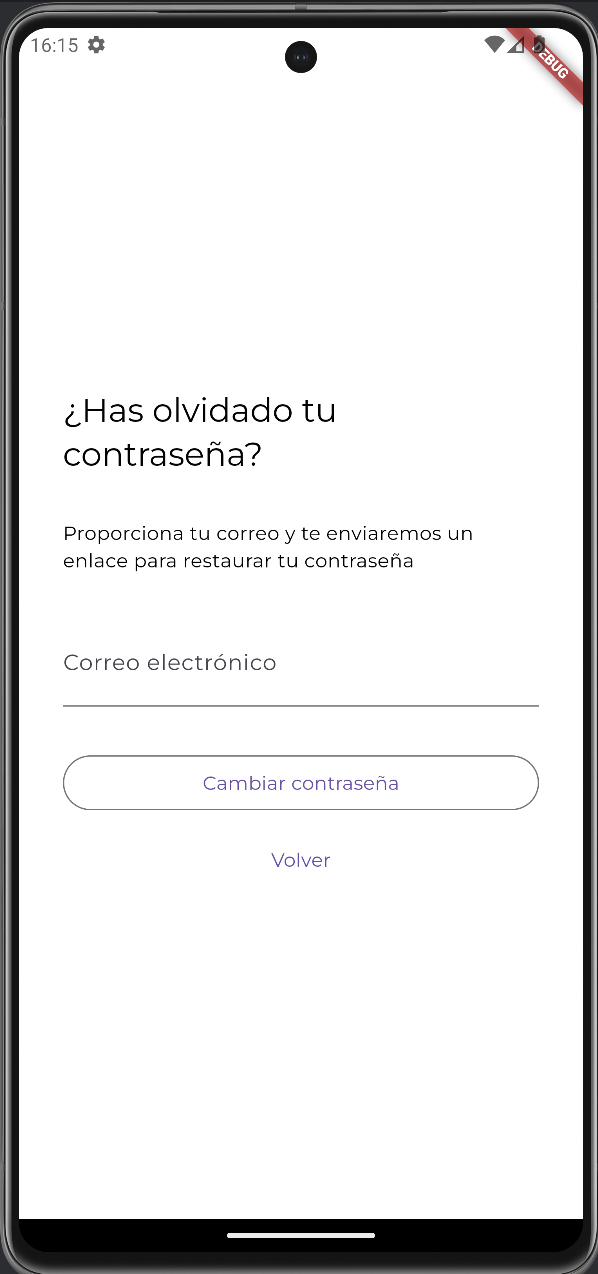 16:15
DEBUG
¿Has olvidado tu
contraseña?
Proporciona tu correo y te enviaremos un
enlace para restaurar tu contraseña
Correo electrónico
Cambiar contraseña
Volver